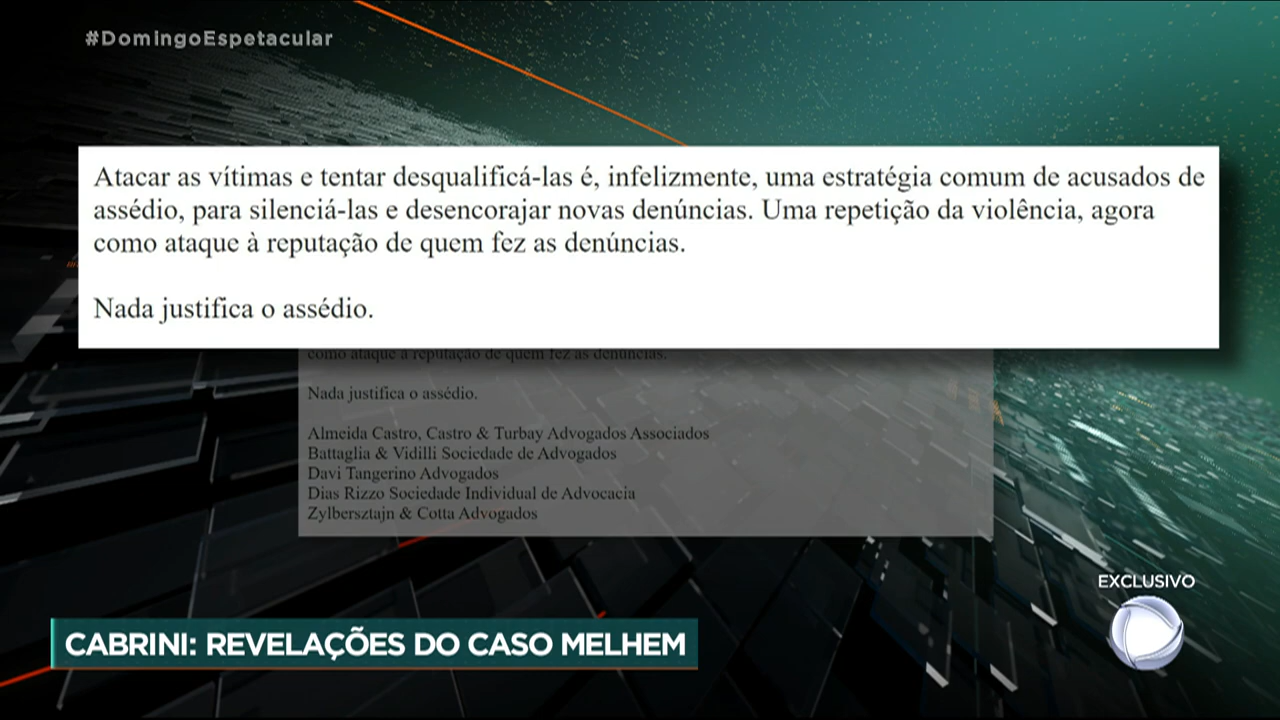 #DomingoEspetacular
Atacar as vítimas e tentar desqualificá-las é, infelizmente, uma estratégia comum de acusados de
assédio, para silenciá-las e desencorajar novas denúncias. Uma repetição da violência, agora
como ataque à reputação de quem fez as denúncias.
Nada justifica o assédio.
como ataque à reputação de quem fez as denúncias.
Nada justifica o assédio.
Almeida Castro, Castro & Turbay Advogados Associados
Battaglia & Vidilli Sociedade de Advogados
Davi Tangerino Advogados
Dias Rizzo Sociedade Individual de Advocacia
Zylbersztajn & Cotta Advogados
EXCLUSIVO
CABRINI: REVELAÇÕES DO CASO MELHEM